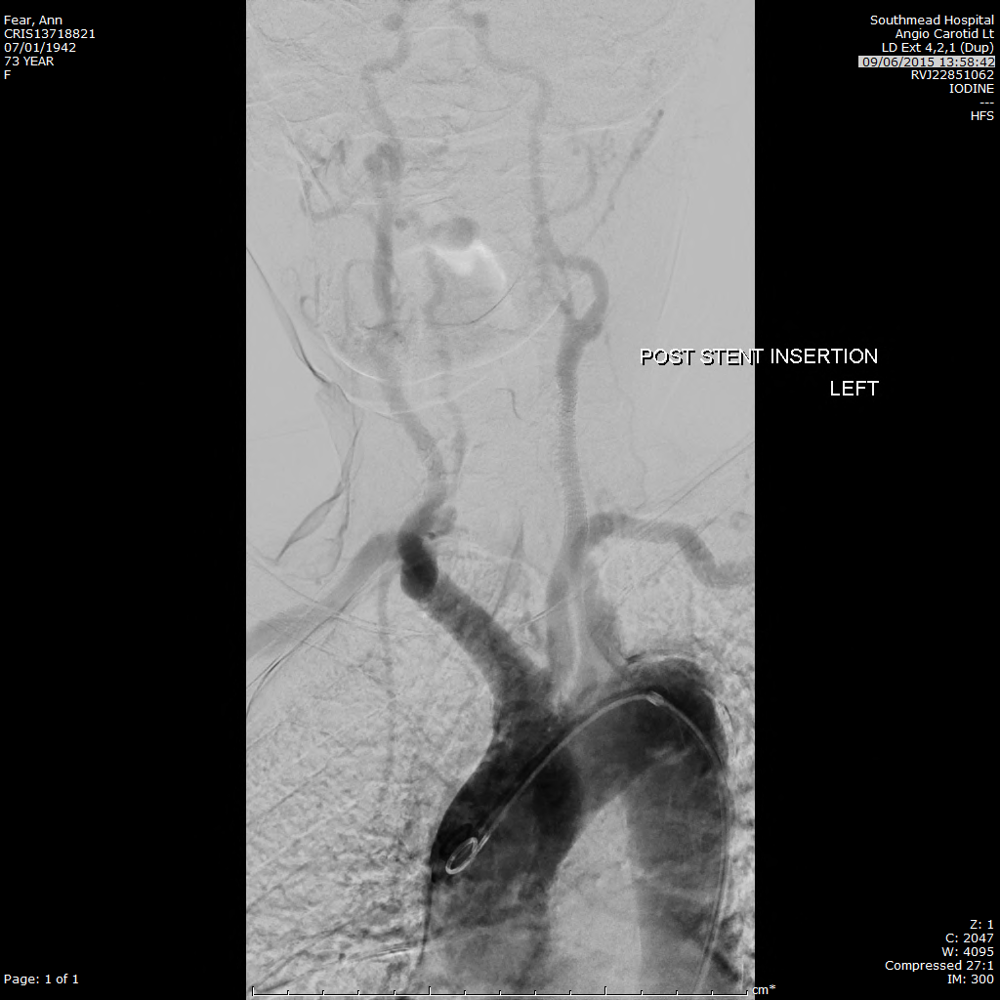 Fear, Ann
CRIS13718821
07/01/1942
73 YEAR
F
Southmead Hospital
Angio Carotid Lt
LD Ext 4,2,1 (Dup)
09/06/2015 13:58:42
RVJ22851062
IODINE
---
HFS
POST STENT INSERTION
LEFT
Z: 1
C: 2047
W: 4095
Compressed 27:1
IM: 300
Page: 1 of 1
cm*